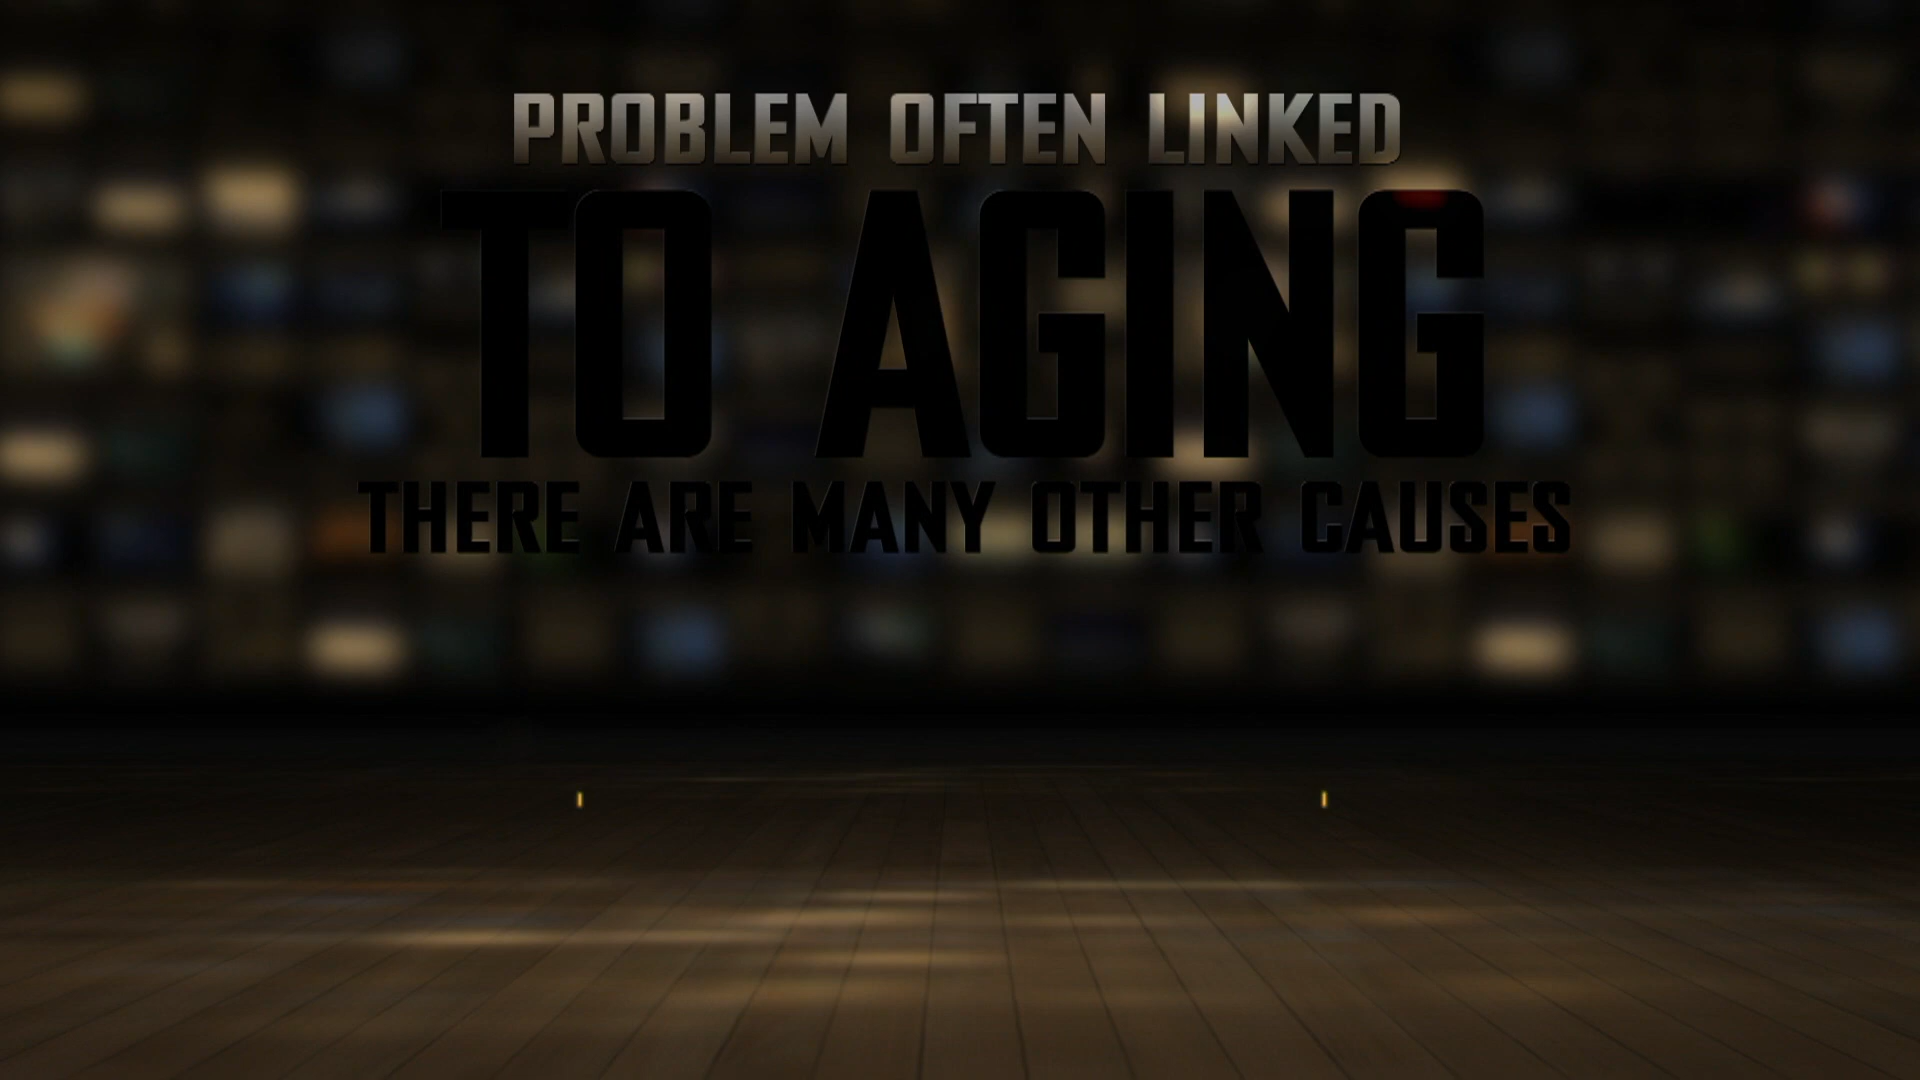 PROBLEM OFTEN LINKED
TO AGING
THERE ARE MANY OTHER CAUSES